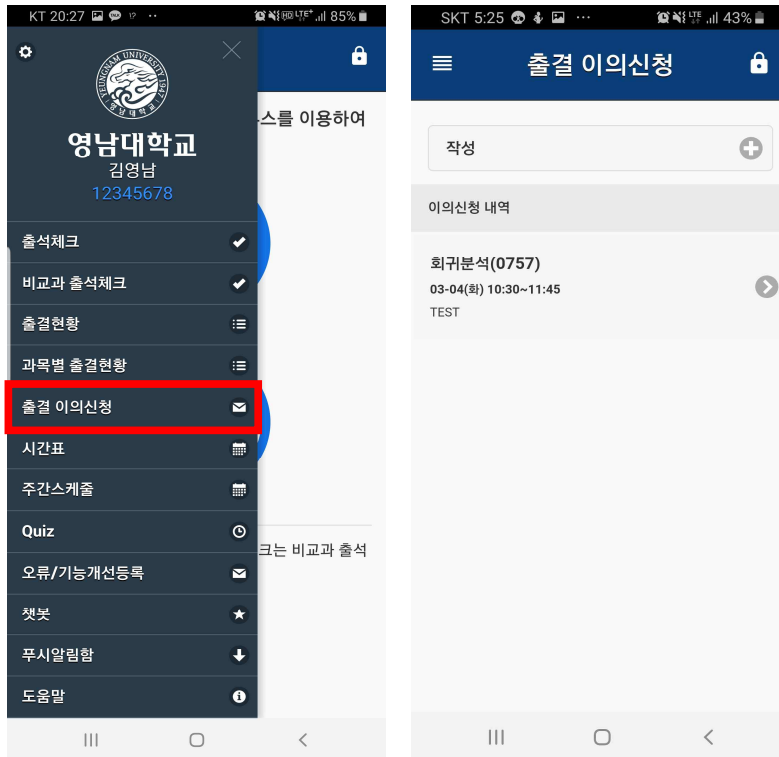 KT 20:27 !? ·· LTE+ 85%
YEUNGNAM UNIVERSITY 1947
영남대학교
김영남
12345678
출석체크
비교과 출석체크
출결현황
과목별 출결현황
출결 이의신청
시간표
주간스케줄
Quiz
오류/기능개선등록
챗봇
푸시알림함
도움말
스를 이용하여
크는 비교과 출석
SKT 5:25 ··· LTE 43%
출결 이의신청
작성
이의신청 내역
회귀분석(0757)
03-04(화) 10:30~11:45
TEST